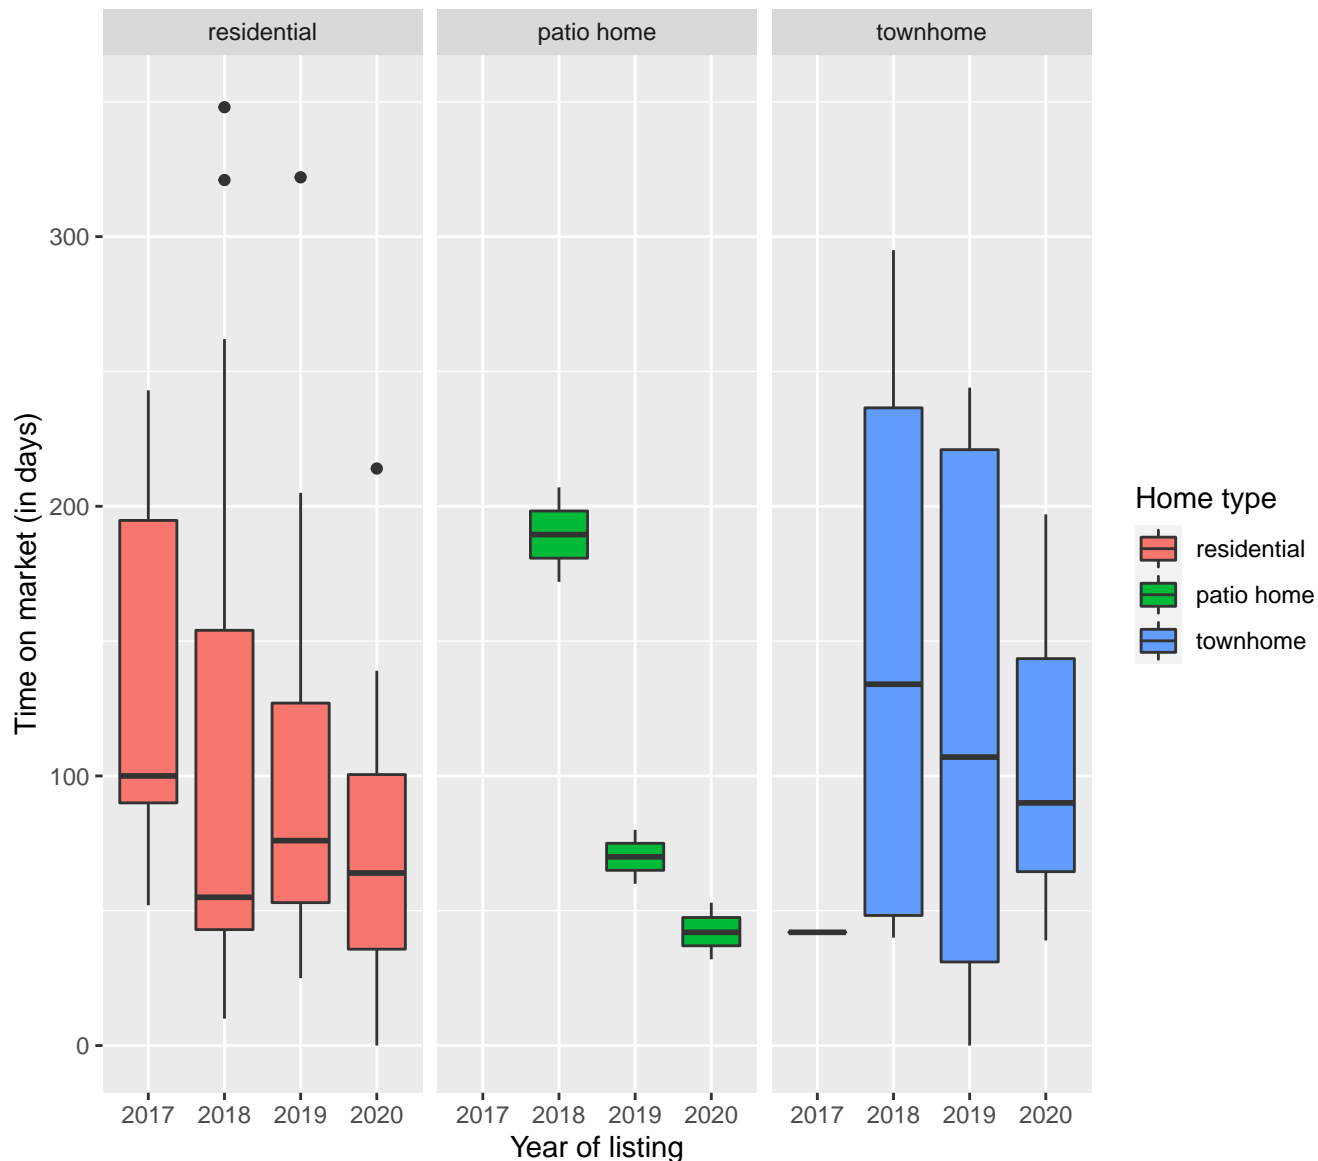 residential patio home townhome
300
200
100
0
Time on market (in days)
2017 2018 2019 2020 2017 2018 2019 2020 2017 2018 2019 2020
Year of listing
Home type
residential
patio home
townhome